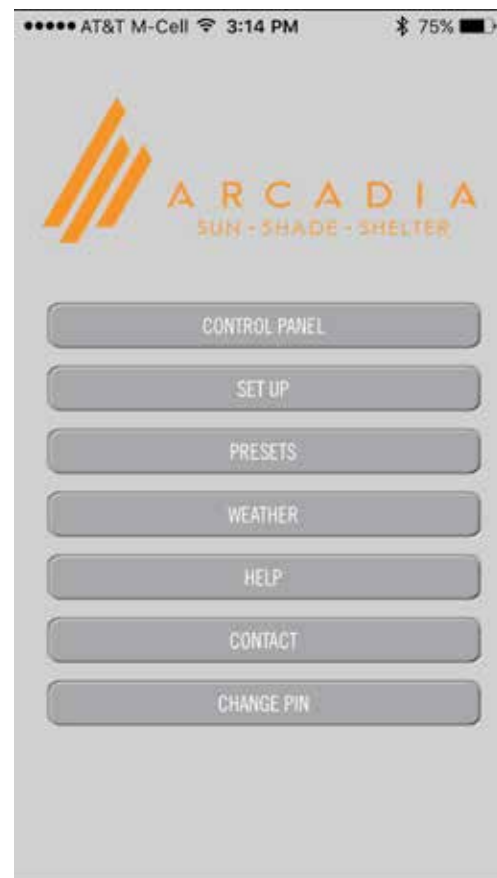 AT&T M-Cell 3:14 PM 75%
ARCADIA
SUN - SHADE - SHELTER
CONTROL PANEL
SET UP
PRESETS
WEATHER
HELP
CONTACT
CHANGE PIN